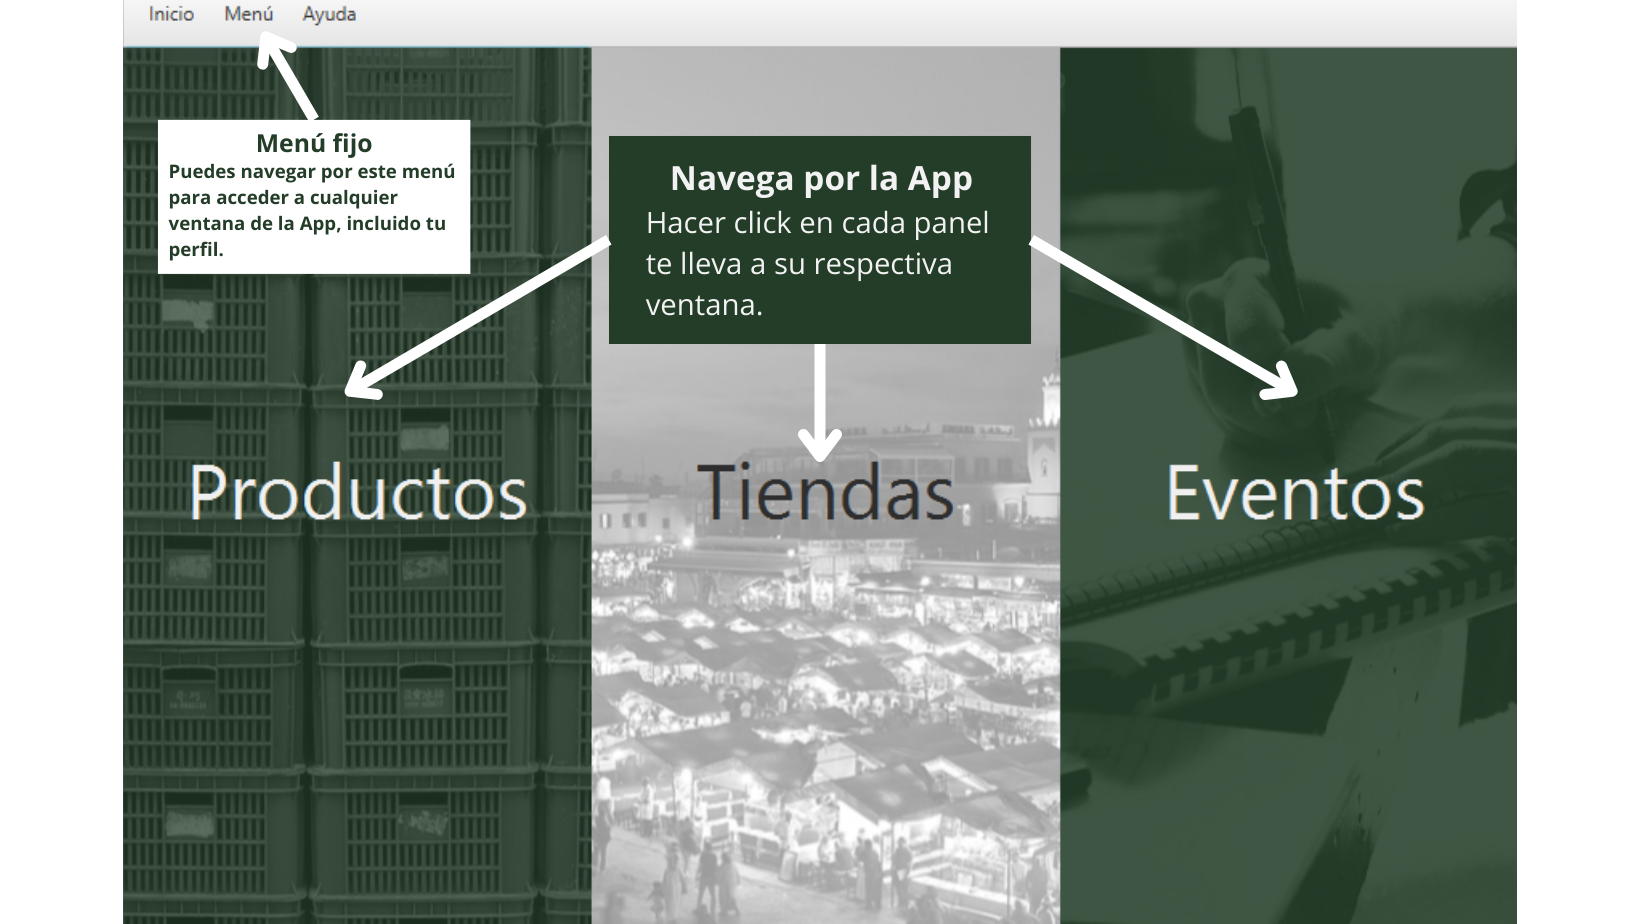 Inicio Menú Ayuda
Menú fijo
Puedes navegar por este menú
para acceder a cualquier
ventana de la App, incluido tu
perfil.
Navega por la App
Hacer click en cada panel
te lleva a su respectiva
ventana.
Productos
Tiendas
Eventos